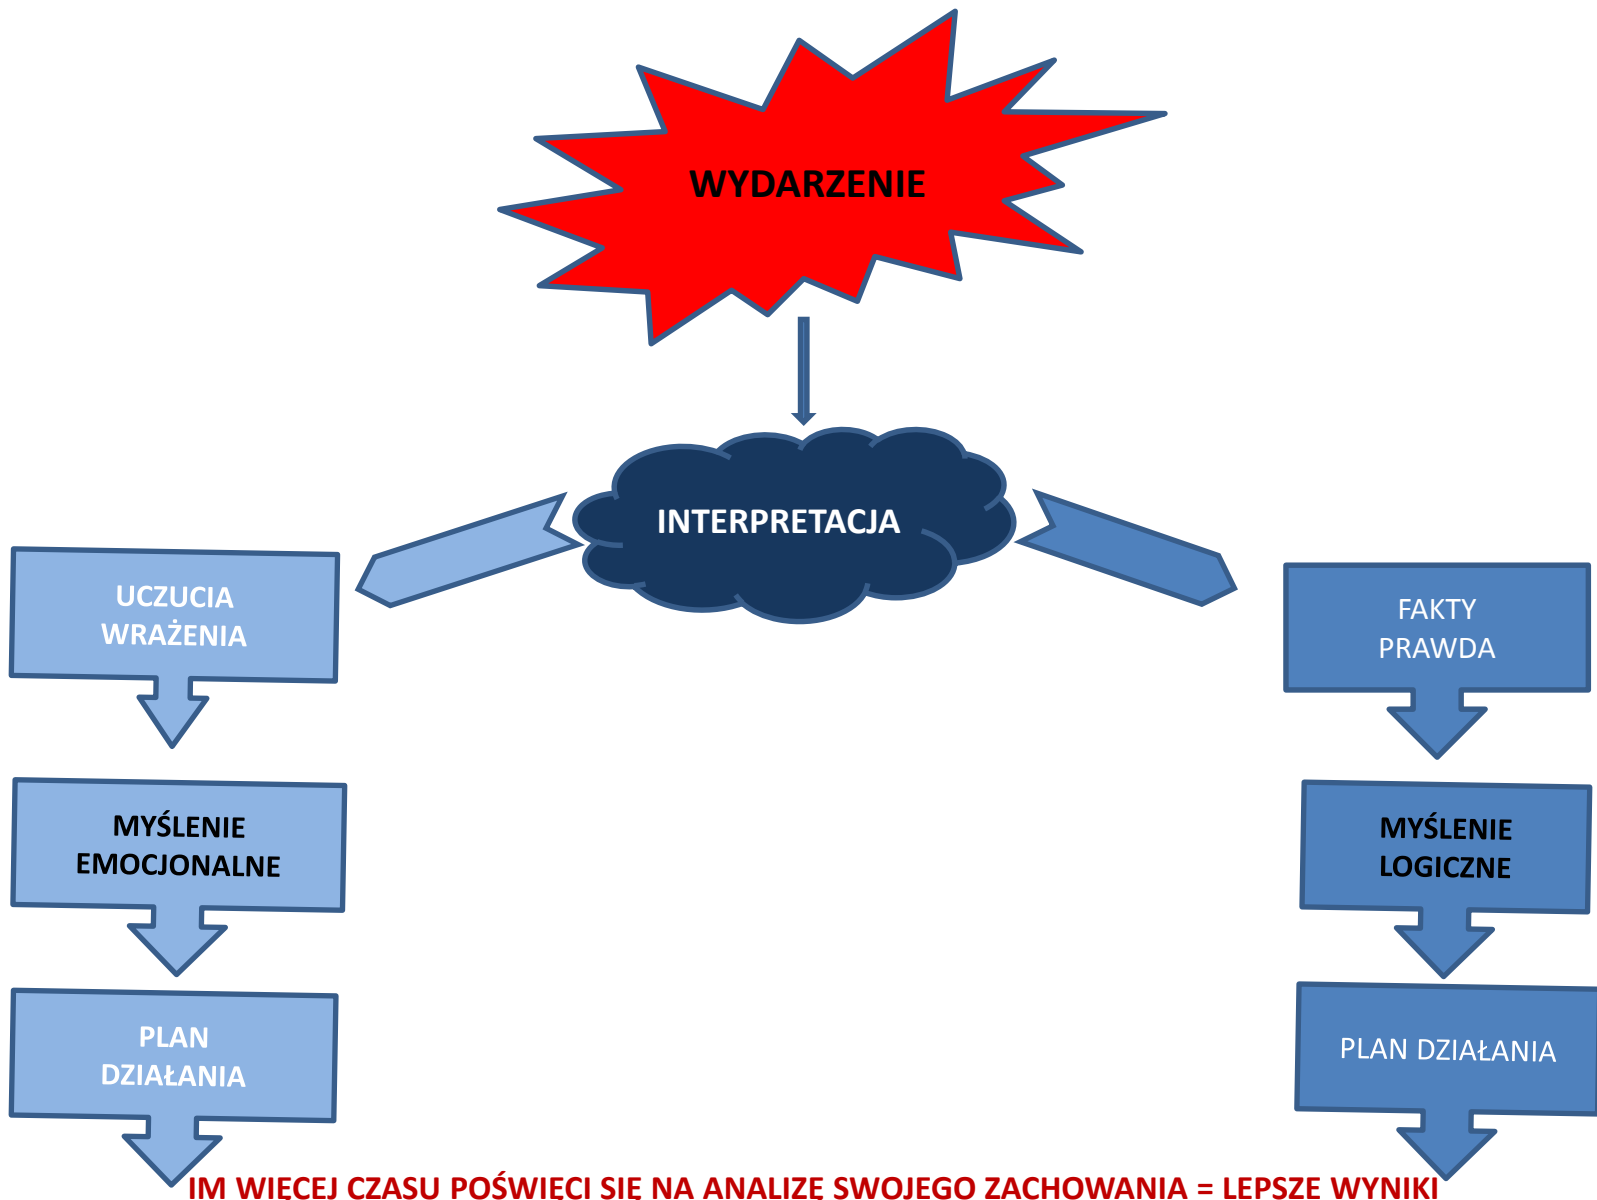 WYDARZENIE
INTERPRETACJA
UCZUCIA
WRAŻENIA
FAKTY
PRAWDA
MYŚLENIE
EMOCJONALNE
MYŚLENIE
LOGICZNE
PLAN
DZIAŁANIA
PLAN DZIAŁANIA
IM WIĘCEJ CZASU POŚWIĘCI SIĘ NA ANALIZĘ SWOJEGO ZACHOWANIA = LEPSZE WYNIKI